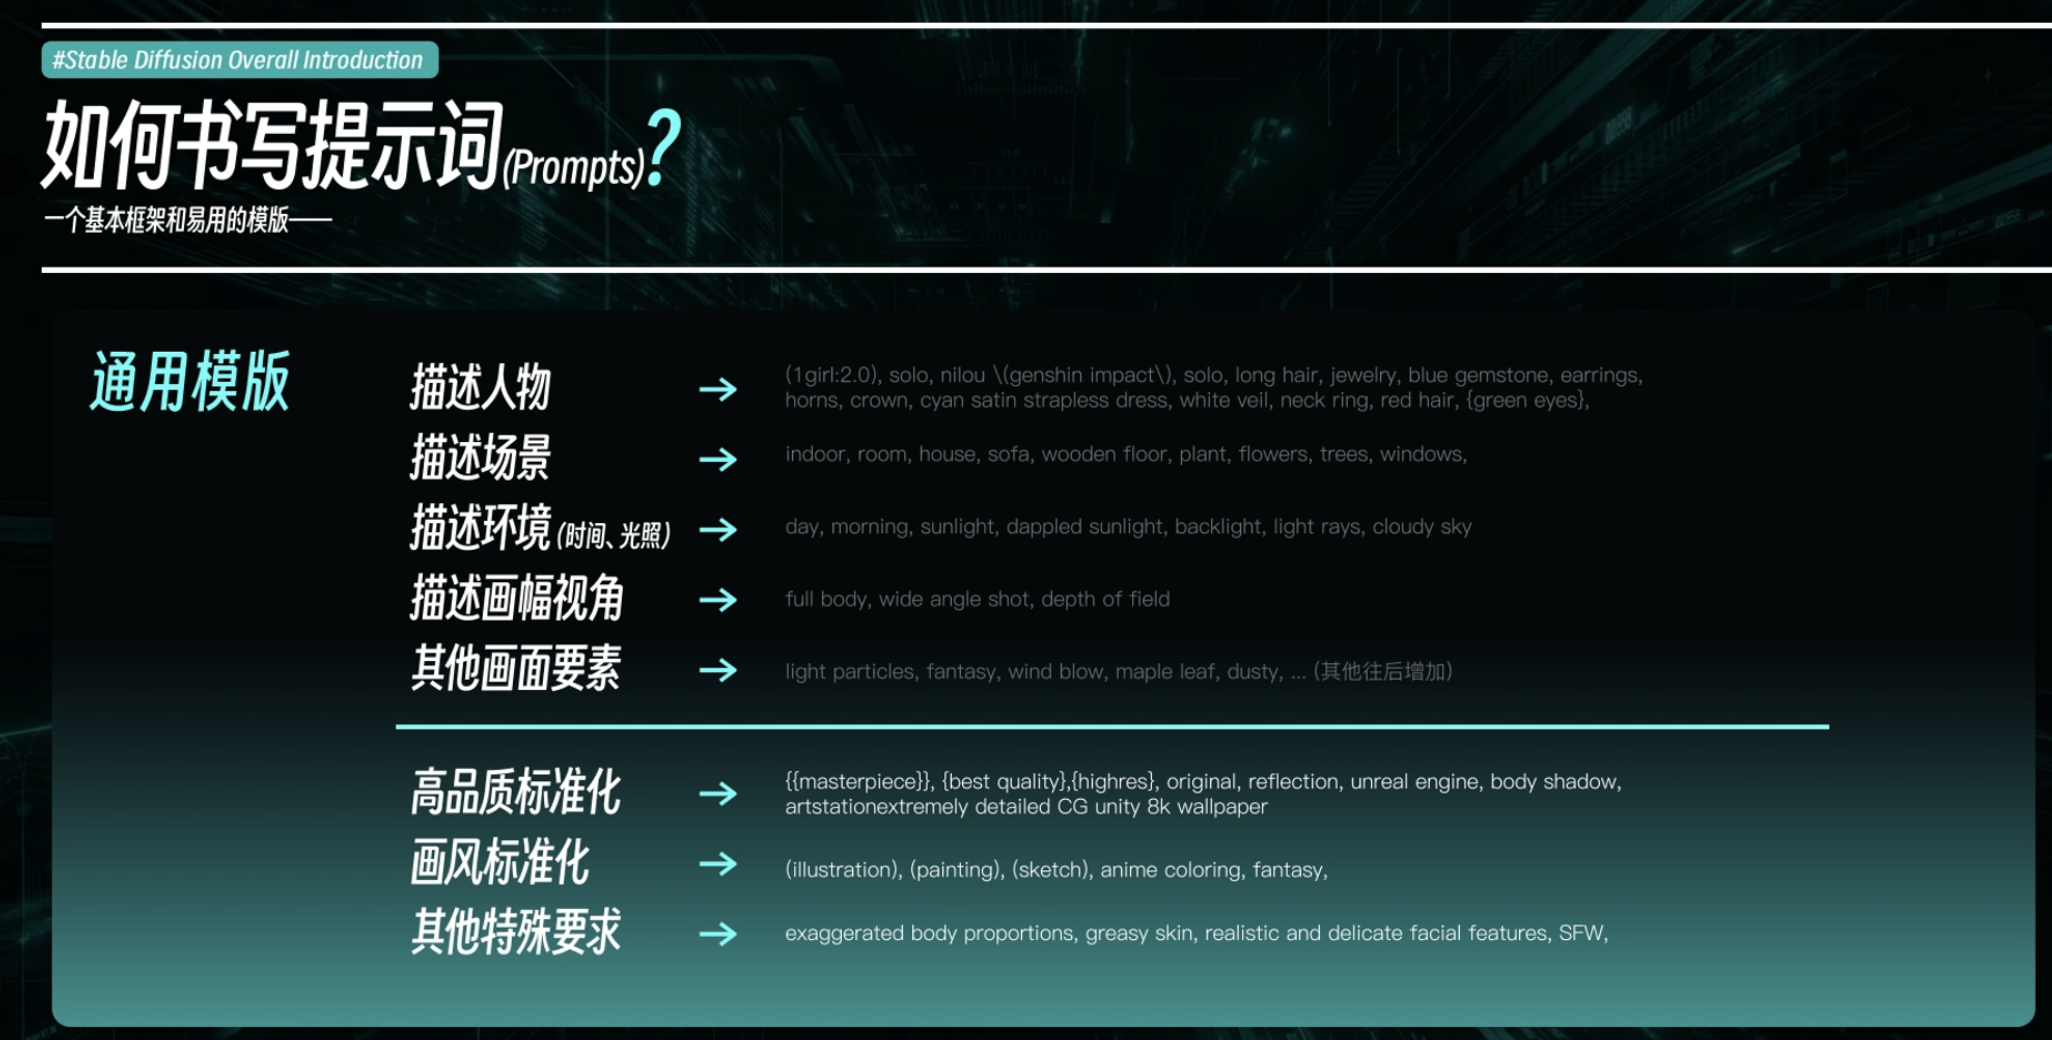 #Stable Diffusion Overall Introduction
如何书写提示词(Prompts)?
一个基本框架和易用的模版——
通用模版
描述人物 → (1girl:2.0), solo, nilou \(genshin impact\), solo, long hair, jewelry, blue gemstone, earrings,
horns, crown, cyan satin strapless dress, white veil, neck ring, red hair, {green eyes},
描述场景 → indoor, room, house, sofa, wooden floor, plant, flowers, trees, windows,
描述环境(时间、光照) → day, morning, sunlight, dappled sunlight, backlight, light rays, cloudy sky
描述画幅视角 → full body, wide angle shot, depth of field
其他画面要素 → light particles, fantasy, wind blow, maple leaf, dusty, ... (其他往后增加)
高品质标准化 → {{masterpiece}}, {best quality},{highres}, original, reflection, unreal engine, body shadow,
artstationextremely detailed CG unity 8k wallpaper
画风标准化 → (illustration), (painting), (sketch), anime coloring, fantasy,
其他特殊要求 → exaggerated body proportions, greasy skin, realistic and delicate facial features, SFW,